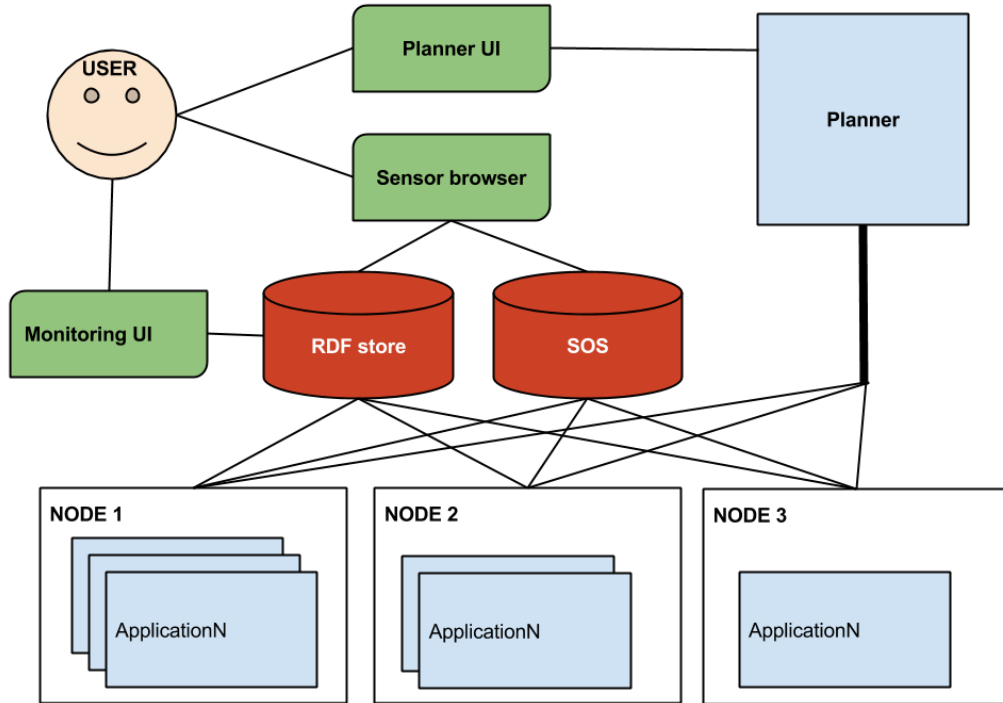 USER
Planner UI
Planner
Sensor browser
Monitoring UI
RDF store
SOS
NODE 1
NODE 2
NODE 3
ApplicationN
ApplicationN
ApplicationN